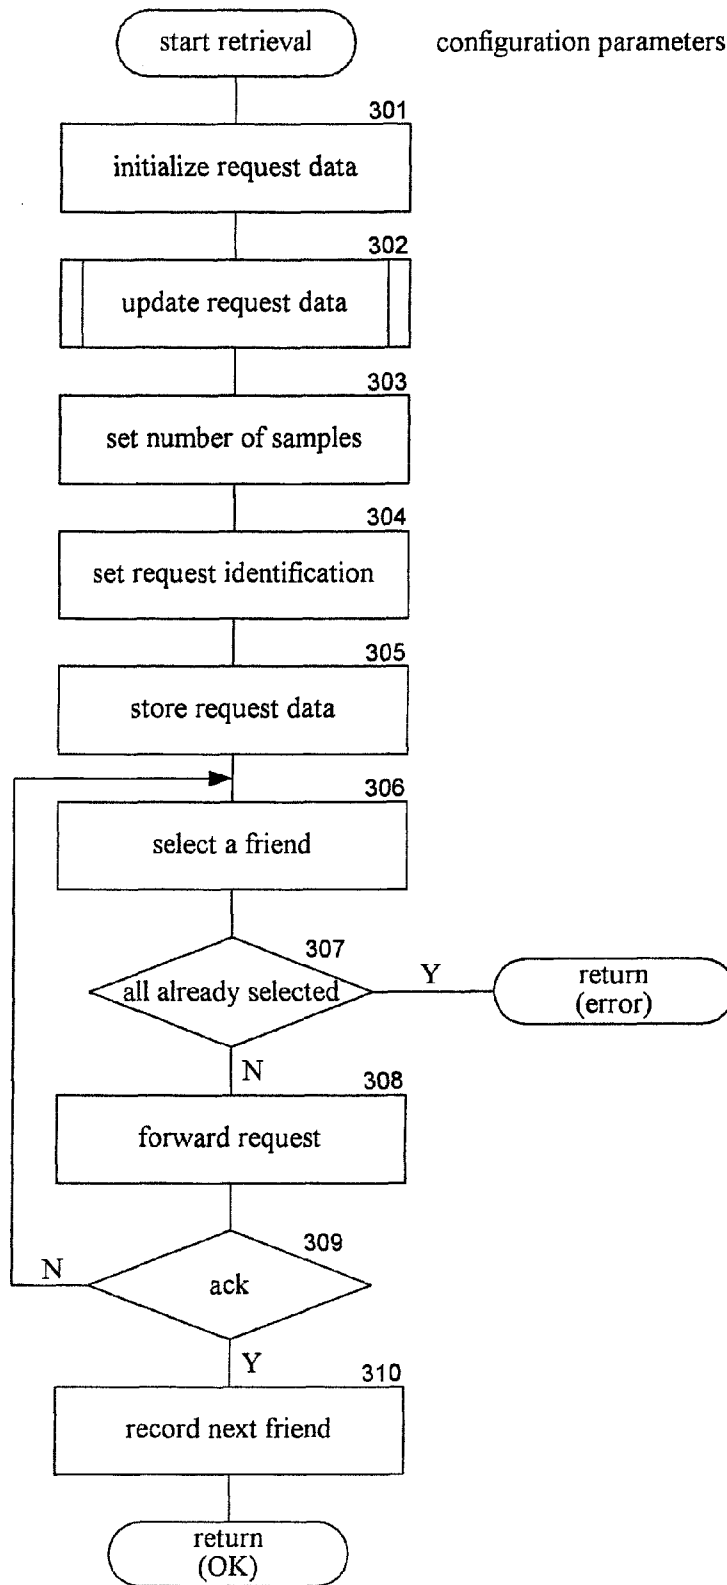 start retrieval
configuration parameters
301
initialize request data
302
update request data
303
set number of samples
304
set request identification
305
store request data
306
select a friend
307
all already selected
Y
return
(error)
N
308
forward request
309
N
ack
Y
310
record next friend
return
(OK)